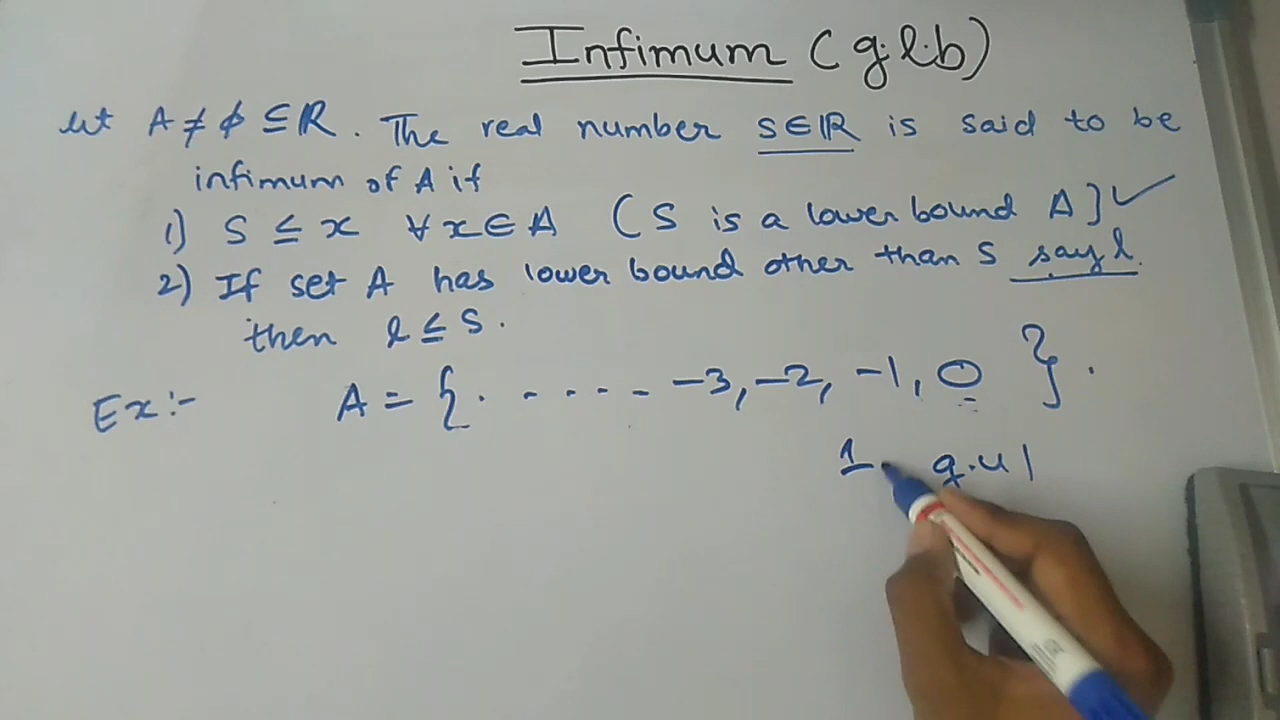 Infimum (g.l.b)
let A ≠ ϕ ⊆ ℝ. The real number S∈ℝ is said to be
infimum of A if
1) S ≤ x ∀ x ∈ A (S is a lower bound A] ✓
2) If set A has lower bound other than S say l.
then l ≤ S.
Ex:- A = {. . . . . . -3, -2, -1, 0 }.
1 g.u l